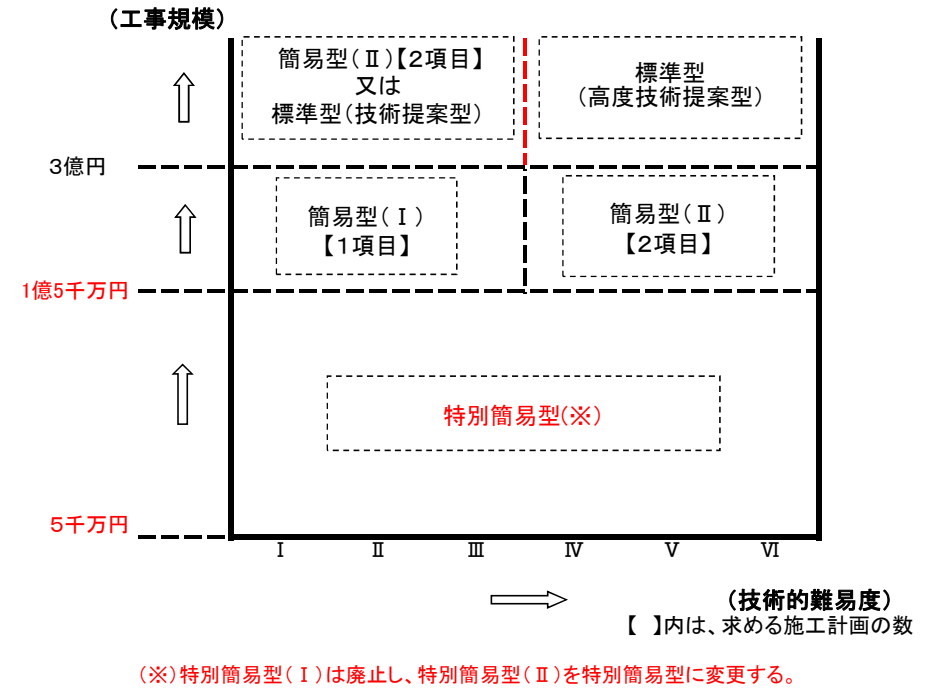 （工事規模）
簡易型（Ⅱ）【２項目】
又は
標準型（技術提案型）
標準型
（高度技術提案型）
３億円
簡易型（Ⅰ）
【１項目】
簡易型（Ⅱ）
【２項目】
1億5千万円
特別簡易型(※)
５千万円
Ⅰ Ⅱ Ⅲ Ⅳ Ⅴ Ⅵ
（技術的難易度）
【　】内は、求める施工計画の数
（※）特別簡易型（Ⅰ）は廃止し、特別簡易型（Ⅱ）を特別簡易型に変更する。